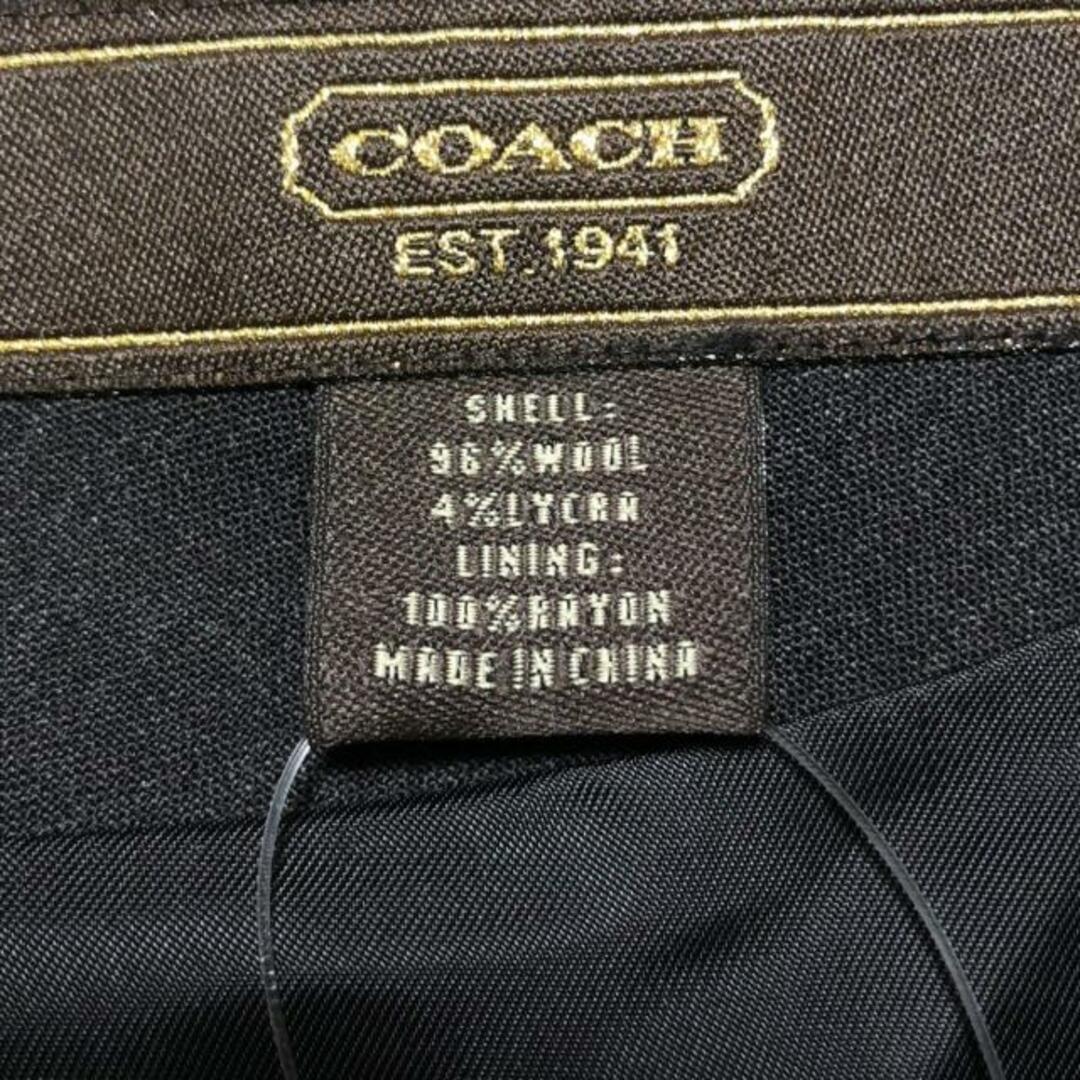 COACH
EST.1941
SHELL:
96%WOOL
4%LYCRA
LINING:
100%RAYON
MADE IN CHINA